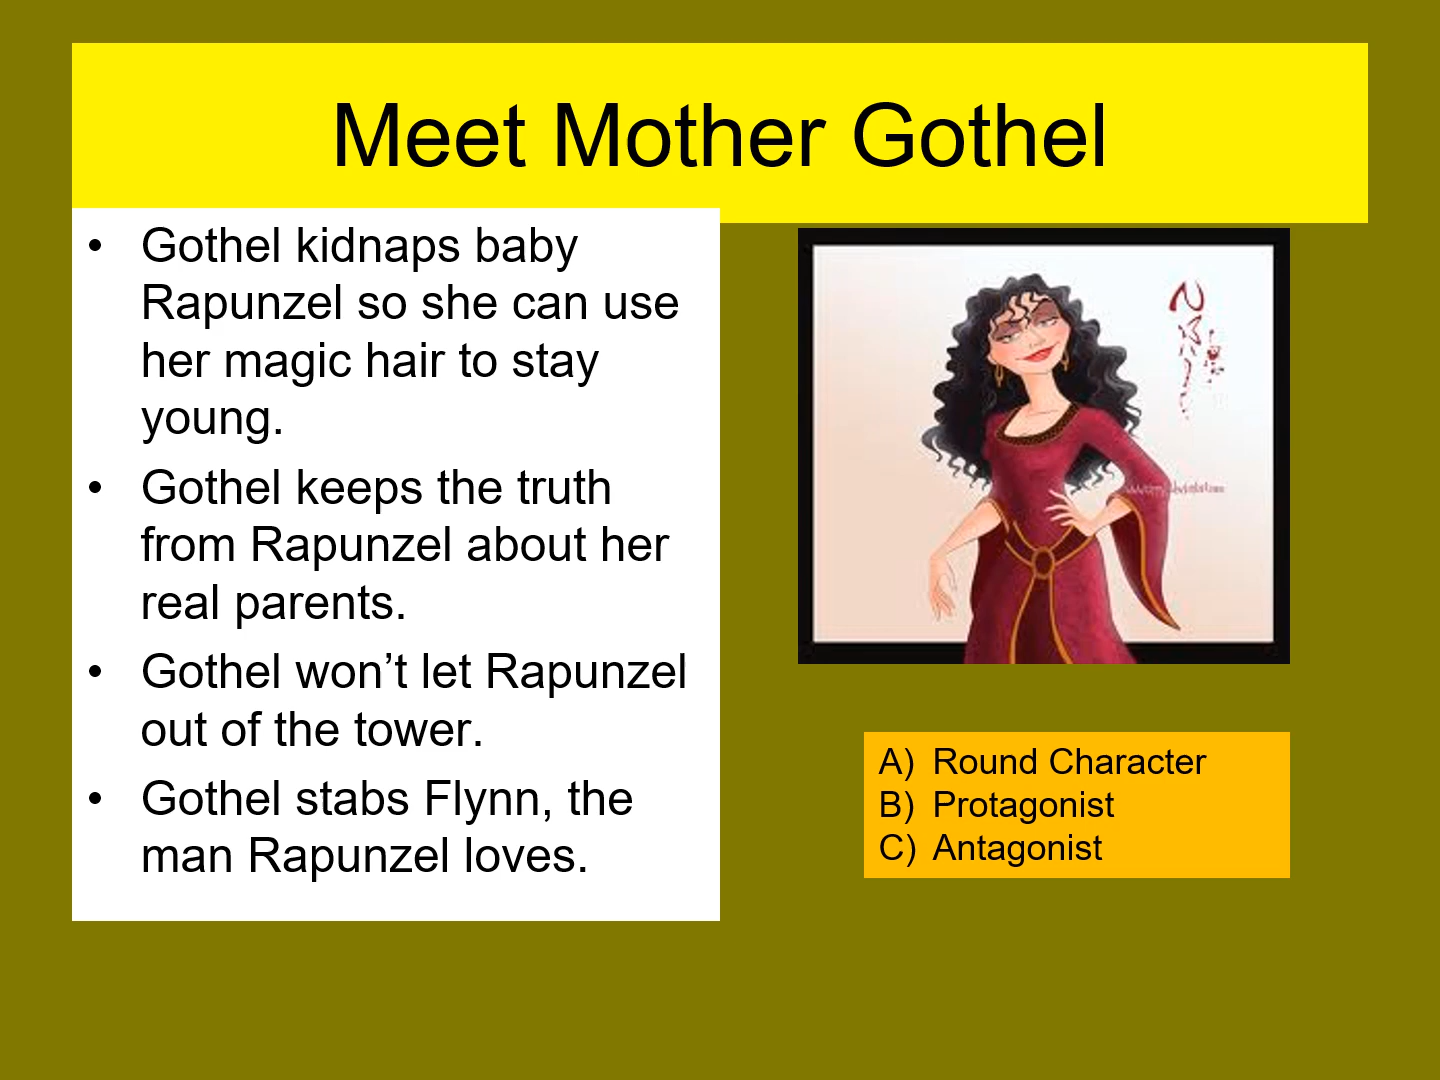 Meet Mother Gothel
• Gothel kidnaps baby
Rapunzel so she can use
her magic hair to stay
young.
• Gothel keeps the truth
from Rapunzel about her
real parents.
• Gothel won’t let Rapunzel
out of the tower.
• Gothel stabs Flynn, the
man Rapunzel loves.
A) Round Character
B) Protagonist
C) Antagonist